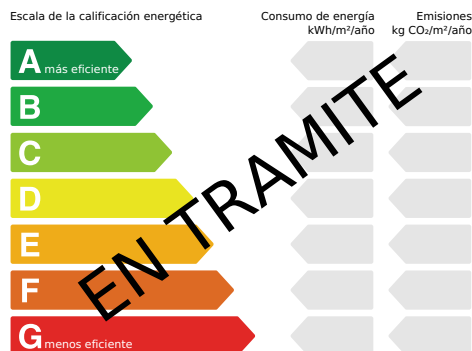 Escala de la calificación energética
Consumo de energía
kWh/m²/año
Emisiones
kg CO₂/m²/año
A más eficiente
B
C
D
E
F
G menos eficiente
EN TRAMITE